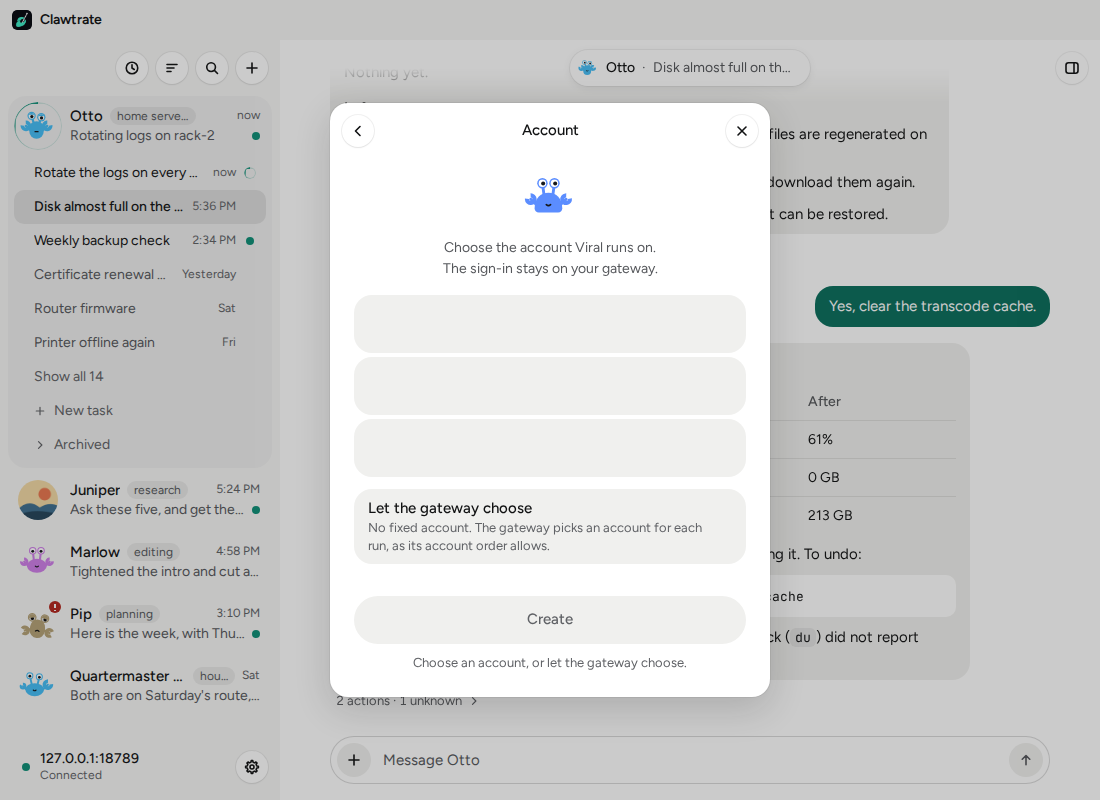 Clawtrate
Otto
home serve...
now
Rotating logs on rack-2
Rotate the logs on every ...
now
Disk almost full on the ...
5:36 PM
Weekly backup check
2:34 PM
Certificate renewal ...
Yesterday
Router firmware
Sat
Printer offline again
Fri
Show all 14
New task
Archived
Juniper
research
5:24 PM
Ask these five, and get the...
Marlow
editing
4:58 PM
Tightened the intro and cut a...
Pip
planning
3:10 PM
Here is the week, with Thu...
Quartermaster ...
hou...
Sat
Both are on Saturday's route,...
127.0.0.1:18789
Connected
Otto · Disk almost full on th...
Nothing yet.
files are regenerated on
download them again.
t can be restored.
Yes, clear the transcode cache.
After
61%
0 GB
213 GB
ng it. To undo:
cache
ck (du) did not report
2 actions · 1 unknown
Message Otto
Account
Choose the account Viral runs on.
The sign-in stays on your gateway.
Let the gateway choose
No fixed account. The gateway picks an account for each
run, as its account order allows.
Create
Choose an account, or let the gateway choose.